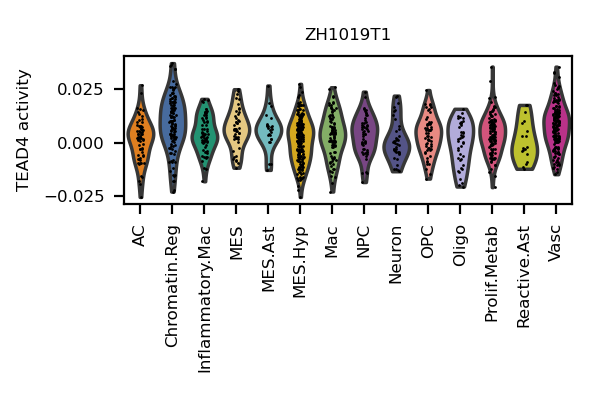 ZH1019T1
TEAD4 activity
0.025
0.000
−0.025
AC
Chromatin.Reg
Inflammatory.Mac
MES
MES.Ast
MES.Hyp
Mac
NPC
Neuron
OPC
Oligo
Prolif.Metab
Reactive.Ast
Vasc